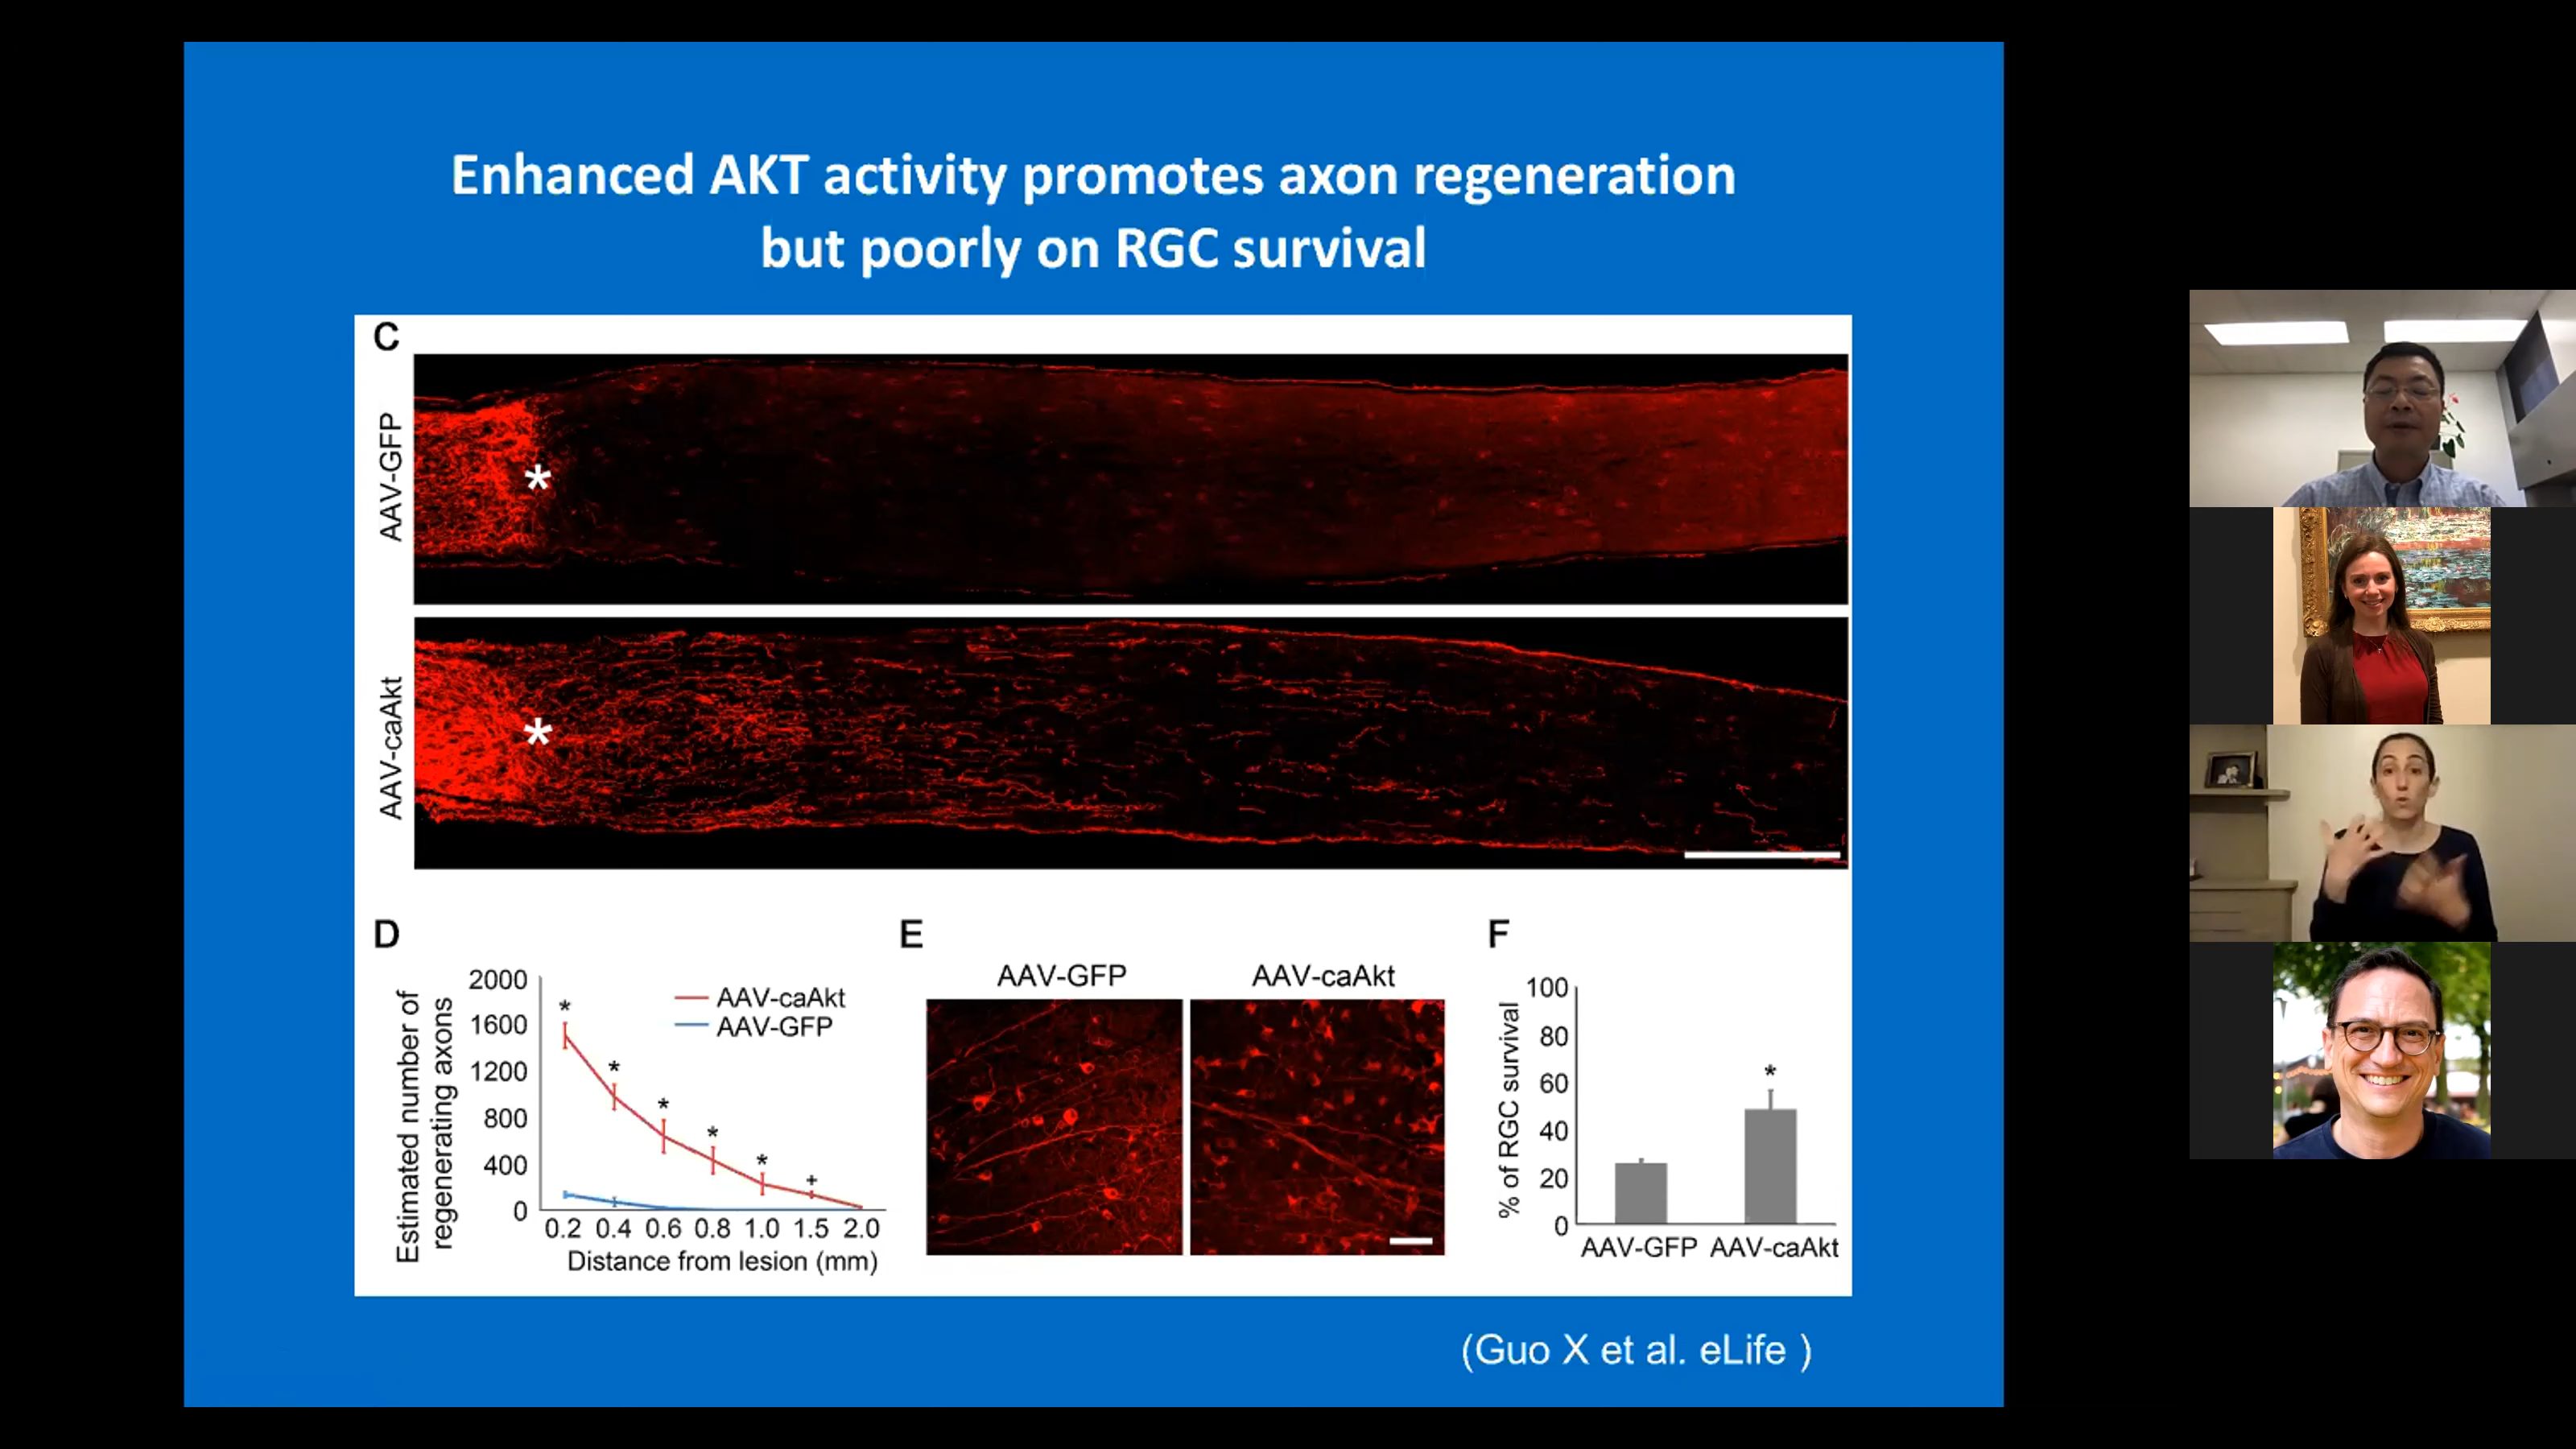 Enhanced AKT activity promotes axon regeneration
but poorly on RGC survival
C
AAV-GFP
*
AAV-caAkt
*
D
Estimated number of
regenerating axons
2000
1600
1200
800
400
0
*
*
*
*
*
+
AAV-caAkt
AAV-GFP
0.2 0.4 0.6 0.8 1.0 1.5 2.0
Distance from lesion (mm)
E
AAV-GFP
AAV-caAkt
F
% of RGC survival
100
80
60
40
20
0
*
AAV-GFP
AAV-caAkt
(Guo X et al. eLife )